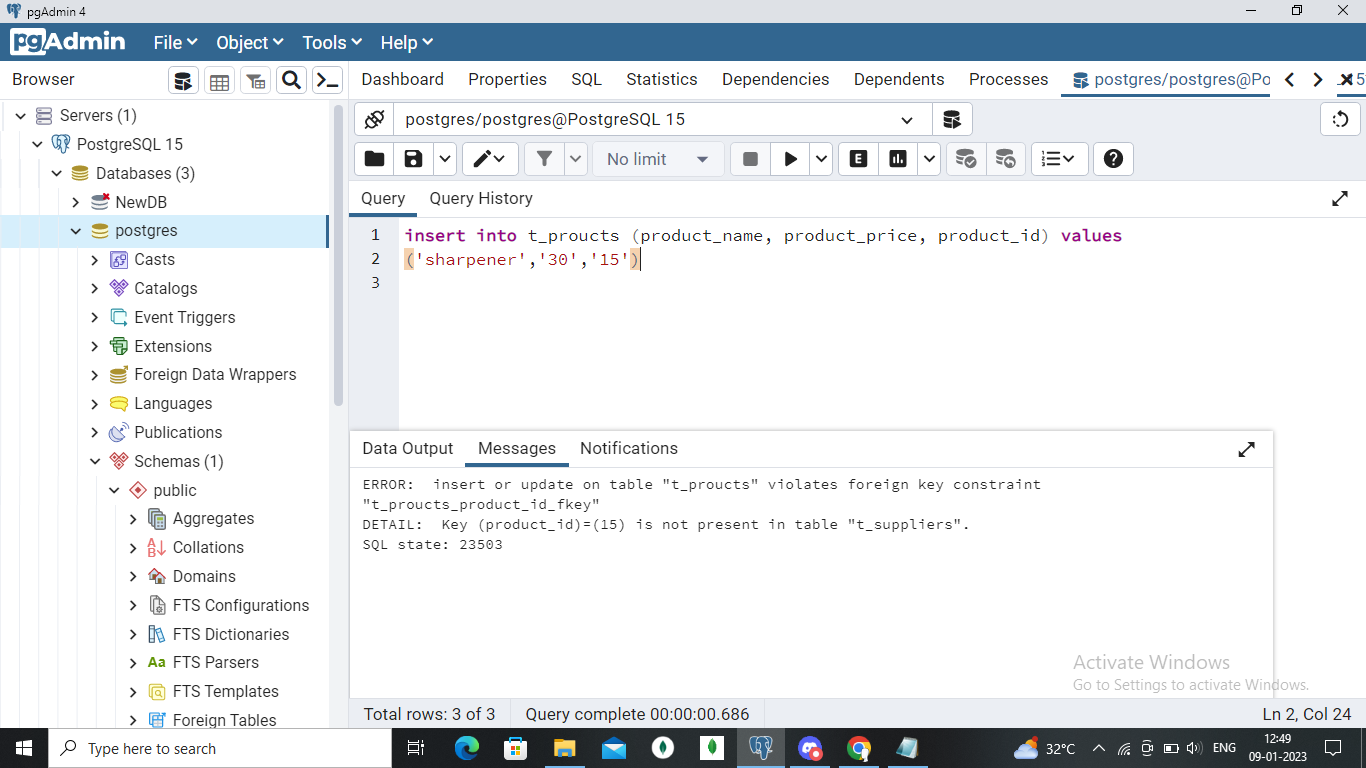 pgAdmin 4
pgAdmin File Object Tools Help
Browser
Dashboard Properties SQL Statistics Dependencies Dependents Processes postgres/postgres@Po
Servers (1)
PostgreSQL 15
Databases (3)
NewDB
postgres
Casts
Catalogs
Event Triggers
Extensions
Foreign Data Wrappers
Languages
Publications
Schemas (1)
public
Aggregates
Collations
Domains
FTS Configurations
FTS Dictionaries
Aa FTS Parsers
FTS Templates
Foreign Tables
postgres/postgres@PostgreSQL 15
No limit
E
Query Query History
1 insert into t_proucts (product_name, product_price, product_id) values
2 ('sharpener','30','15')
3
Data Output Messages Notifications
ERROR: insert or update on table "t_proucts" violates foreign key constraint
"t_proucts_product_id_fkey"
DETAIL: Key (product_id)=(15) is not present in table "t_suppliers".
SQL state: 23503
Activate Windows
Go to Settings to activate Windows.
Total rows: 3 of 3 Query complete 00:00:00.686 Ln 2, Col 24
Type here to search
32°C ENG
12:49
09-01-2023